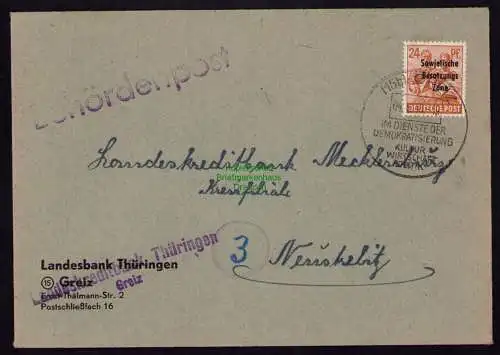 Behördenpost
24 PF
Sowjetische
Besatzungs
Zone
DEUTSCHE POST
IM DIENSTE DER
DEMOKRATISIERUNG
KULTUR
Landeskreditbank Mecklenburg
Briefmarkenhaus
Kreisfiliale
3
Neustrelitz
Landeskreditbank Thüringen
Greiz
Landesbank Thüringen
(15) Greiz
Ernst-Thälmann-Str. 2
Postschließfach 16